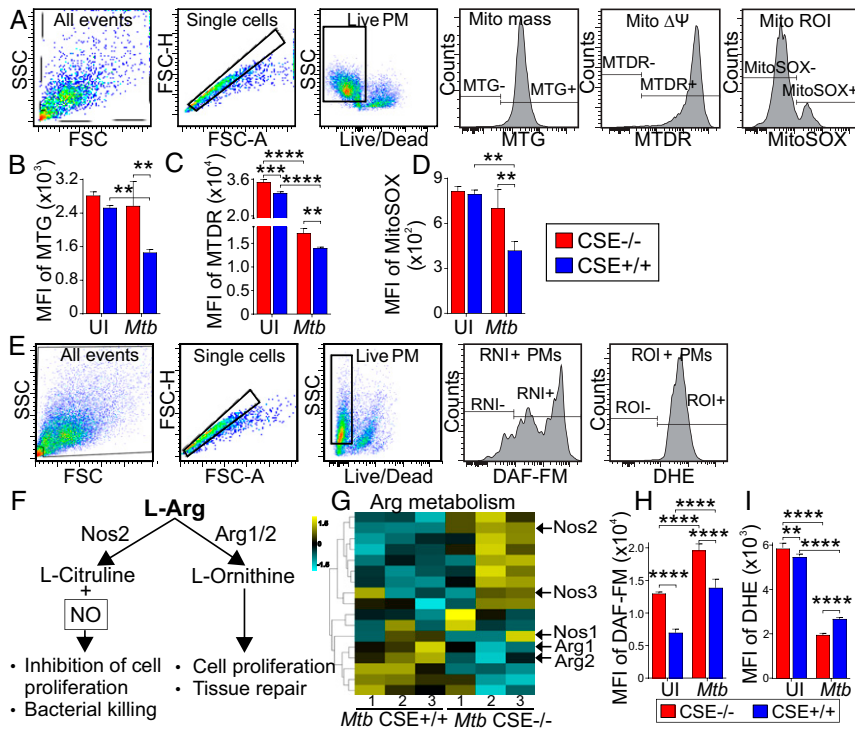 A
All events
SSC
FSC
Single cells
FSC-H
FSC-A
Live PM
SSC
Live/Dead
Mito mass
Counts
MTG-
MTG+
MTG
Mito ΔΨ
Counts
MTDR-
MTDR+
MTDR
Mito ROI
Counts
MitoSOX-
MitoSOX+
MitoSOX
B
MFI of MTG (x10³)
2.8
2.4
1.2
0
**
**
UI Mtb
C
MFI of MTDR (x10⁴)
3.6
2.0
1.5
1.0
0.5
0
****
***
****
**
UI Mtb
D
MFI of MitoSOX (x10²)
9
6
3
0
**
**
UI Mtb
CSE-/-
CSE+/+
E
All events
SSC
FSC
Single cells
FSC-H
FSC-A
Live PM
SSC
Live/Dead
RNI+ PMs
Counts
RNI-
RNI+
DAF-FM
ROI+ PMs
Counts
ROI-
ROI+
DHE
F
L-Arg
Nos2
Arg1/2
L-Citruline
+
NO
L-Ornithine
• Inhibition of cell
proliferation
• Bacterial killing
• Cell proliferation
• Tissue repair
G
Arg metabolism
1.5
0
-1.5
Nos2
Nos3
Nos1
Arg1
Arg2
1 2 3 1 2 3
Mtb CSE+/+ Mtb CSE-/-
H
MFI of DAF-FM (x10⁴)
2.0
1.5
1.0
0.5
0
****
****
****
****
UI Mtb
I
MFI of DHE (x10³)
6
4
2
0
****
**
****
****
UI Mtb
CSE-/-
CSE+/+